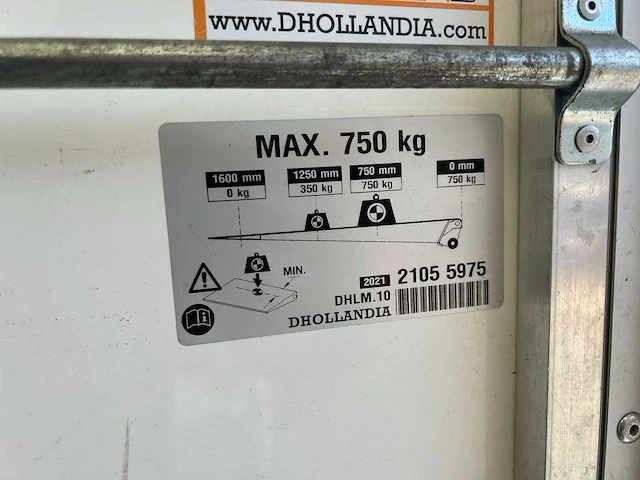 www.DHOLLANDIA.com
MAX. 750 kg
1600 mm 1250 mm 750 mm 0 mm
0 kg 350 kg 750 kg 750 kg
MIN.
2021 2105 5975
DHLM.10
DHOLLANDIA